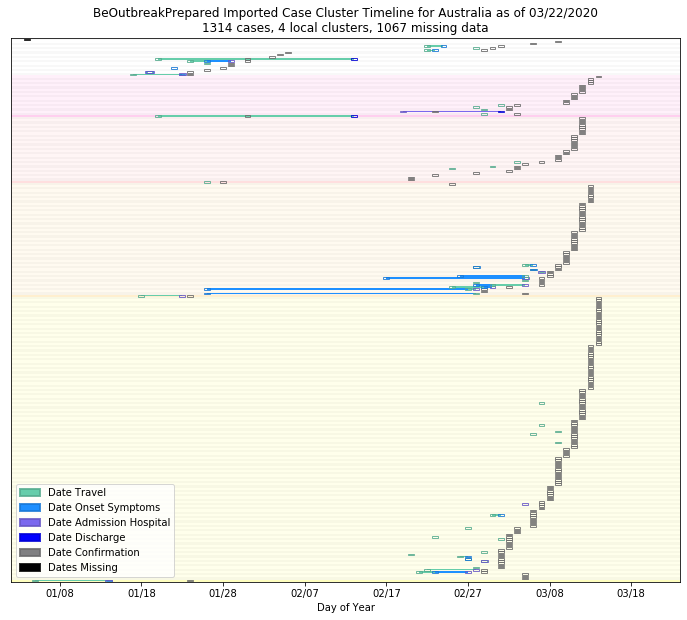 BeOutbreakPrepared Imported Case Cluster Timeline for Australia as of 03/22/2020
1314 cases, 4 local clusters, 1067 missing data
Date Travel
Date Onset Symptoms
Date Admission Hospital
Date Discharge
Date Confirmation
Dates Missing
01/08 01/18 01/28 02/07 02/17 02/27 03/08 03/18
Day of Year